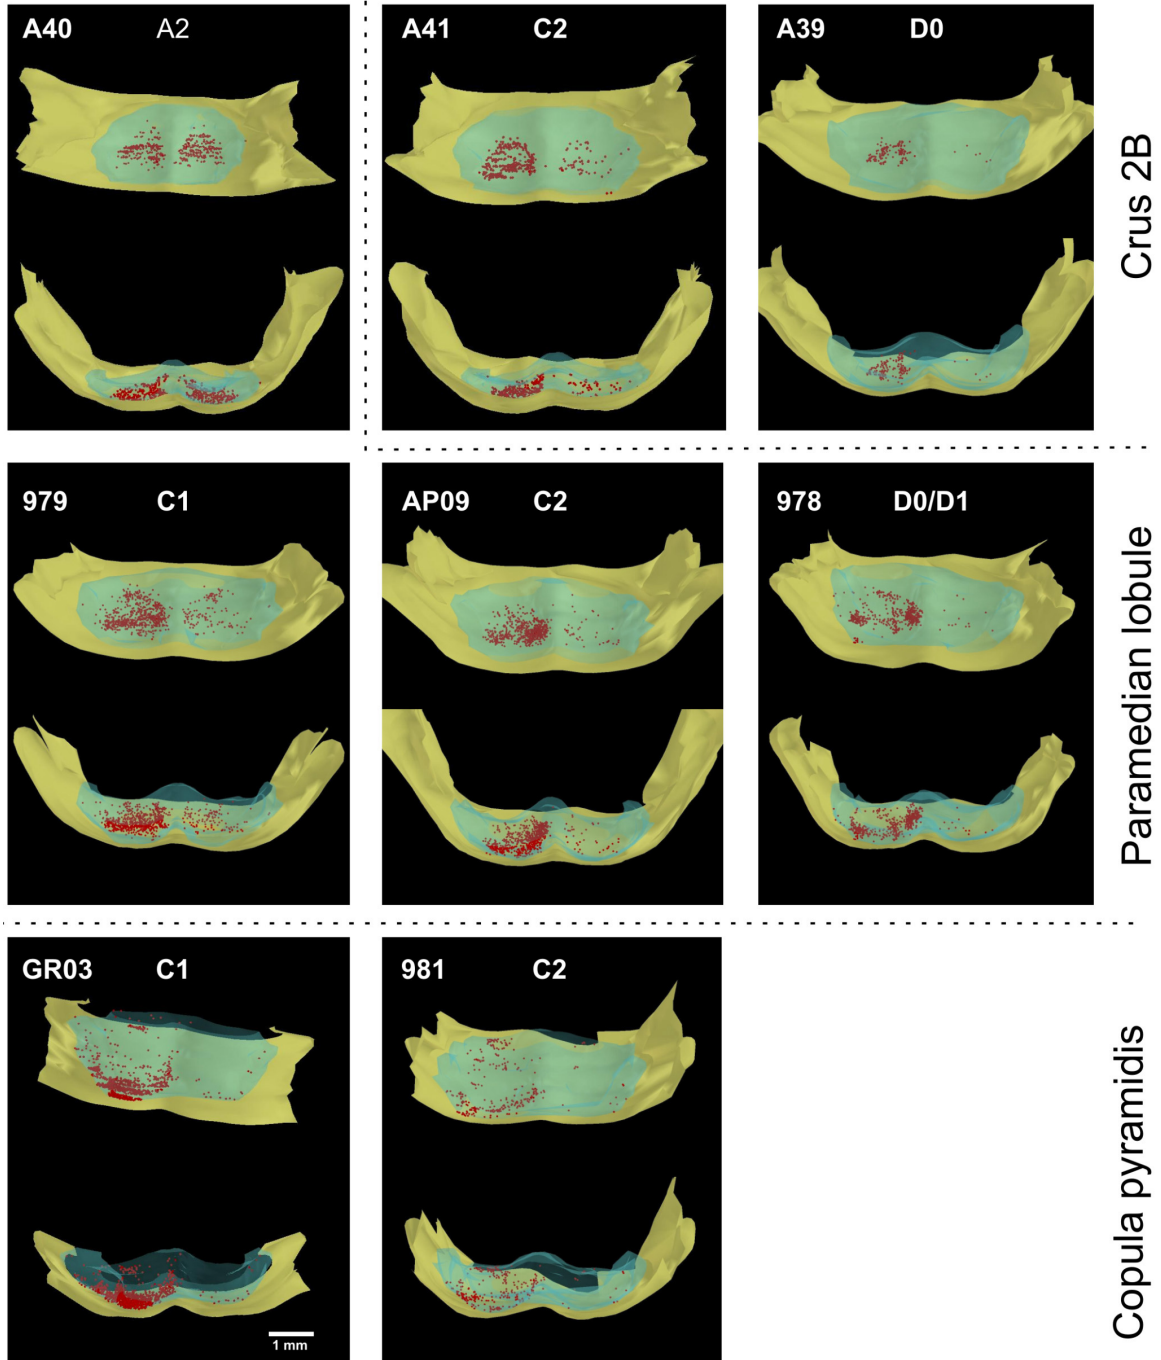 A40 A2
A41 C2
A39 D0
Crus 2B
979 C1
AP09 C2
978 D0/D1
Paramedian lobule
GR03 C1
981 C2
Copula pyramidis
1 mm